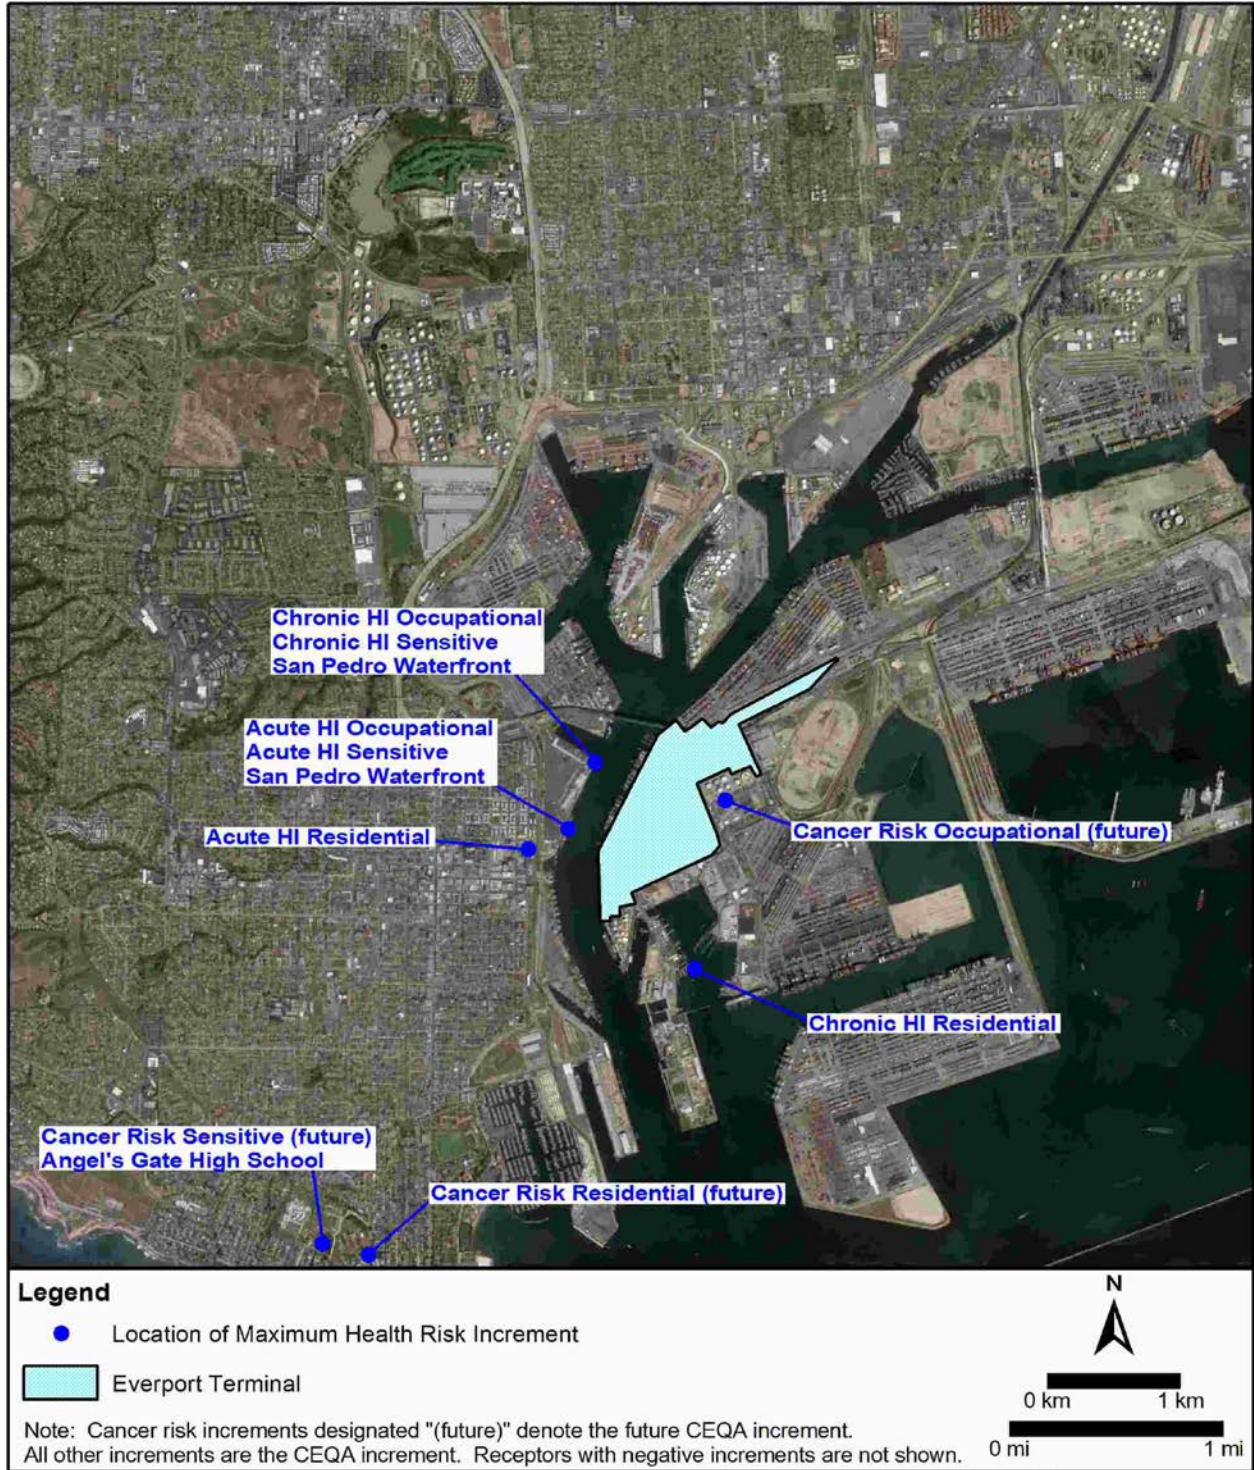 Chronic HI Occupational
Chronic HI Sensitive
San Pedro Waterfront
Acute HI Occupational
Acute HI Sensitive
San Pedro Waterfront
Acute HI Residential
Cancer Risk Occupational (future)
Chronic HI Residential
Cancer Risk Sensitive (future)
Angel's Gate High School
Cancer Risk Residential (future)
Legend
Location of Maximum Health Risk Increment
Everport Terminal
Note: Cancer risk increments designated "(future)" denote the future CEQA increment.
All other increments are the CEQA increment. Receptors with negative increments are not shown.
N
0 km 1 km
0 mi 1 mi